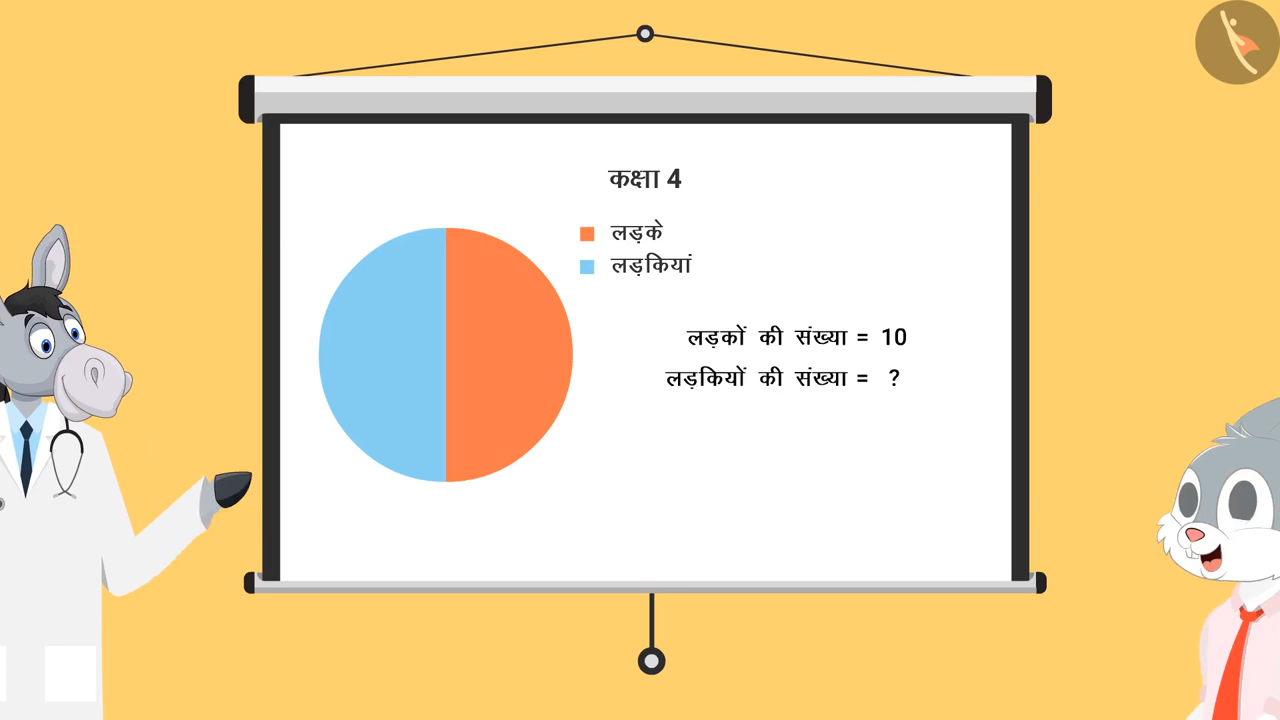 कक्षा 4
लड़के
लड़कियां
लड़कों की संख्या = 10
लड़कियों की संख्या = ?